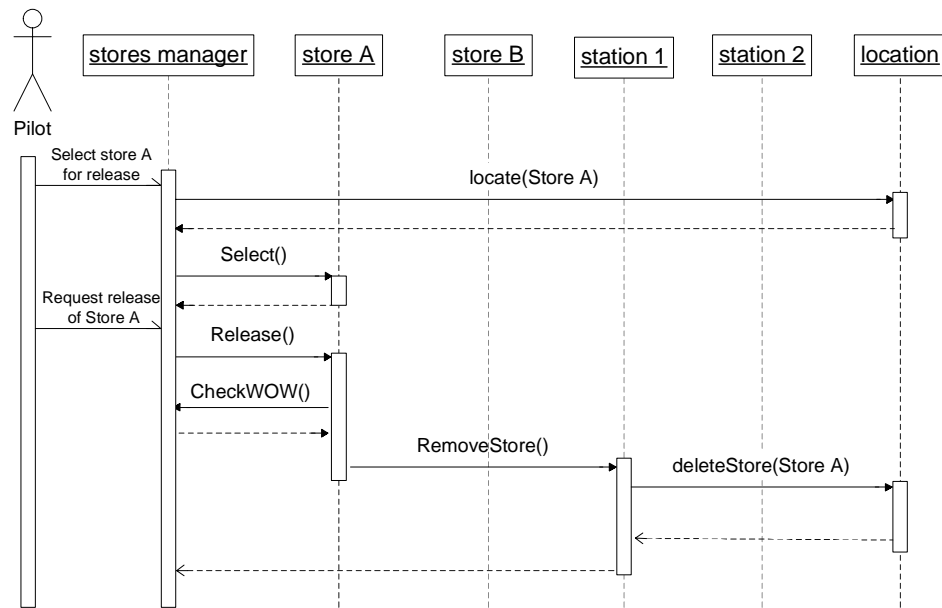 stores manager
store A
store B
station 1
station 2
location
Pilot
Select store A
for release
locate(Store A)
Select()
Request release
of Store A
Release()
CheckWOW()
RemoveStore()
deleteStore(Store A)